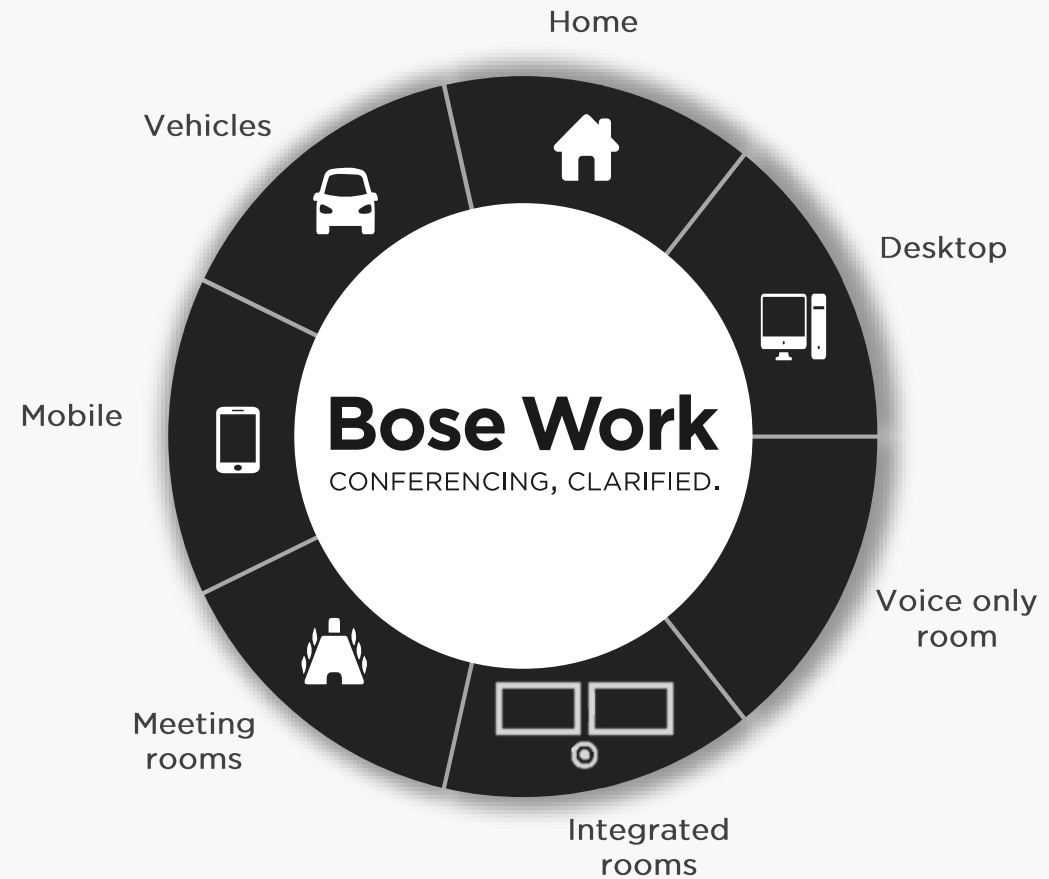 Home
Vehicles
Desktop
Mobile
Bose Work
CONFERENCING, CLARIFIED.
Voice only
room
Meeting
rooms
Integrated
rooms